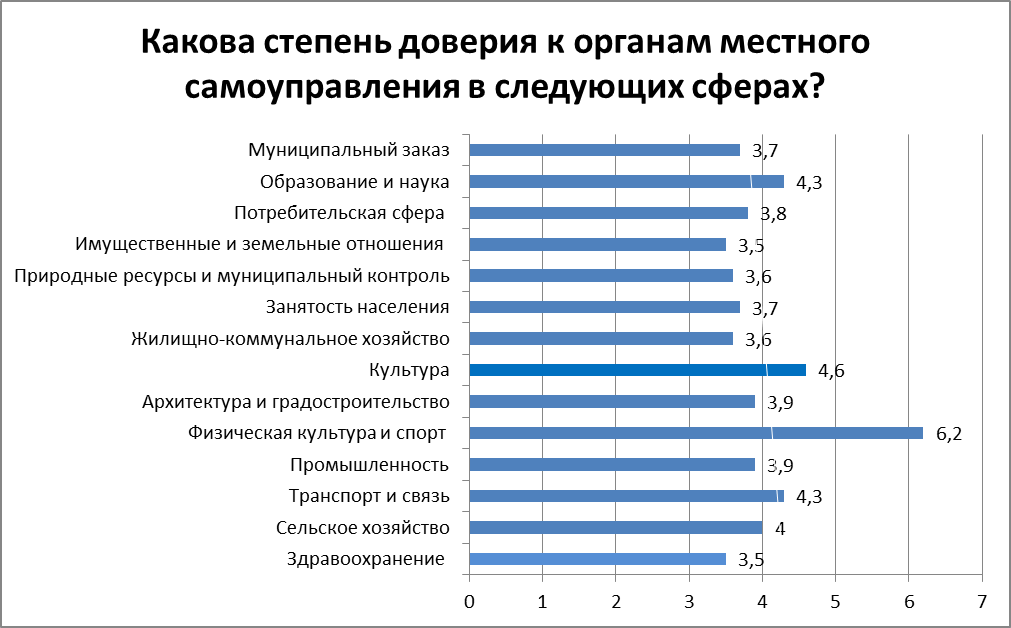 Какова степень доверия к органам местного
самоуправления в следующих сферах?
Муниципальный заказ 3,7
Образование и наука 4,3
Потребительская сфера 3,8
Имущественные и земельные отношения 3,5
Природные ресурсы и муниципальный контроль 3,6
Занятость населения 3,7
Жилищно-коммунальное хозяйство 3,6
Культура 4,6
Архитектура и градостроительство 3,9
Физическая культура и спорт 6,2
Промышленность 3,9
Транспорт и связь 4,3
Сельское хозяйство 4
Здравоохранение 3,5
0 1 2 3 4 5 6 7